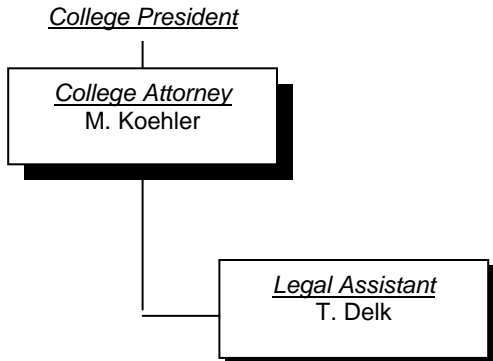 College President
College Attorney
M. Koehler
Legal Assistant
T. Delk